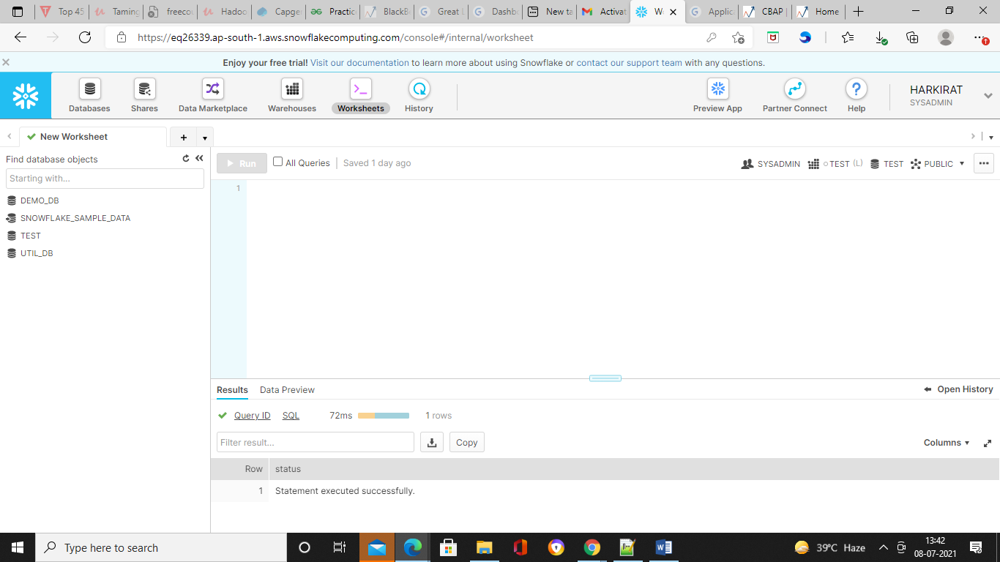 Top 45
Taming
freecou
Hadoo
Capge
Practic
BlackB
Great L
Dashbo
New ta
Activat
Wo
Applic
CBAP
Home
https://eq26339.ap-south-1.aws.snowflakecomputing.com/console#/internal/worksheet
Enjoy your free trial! Visit our documentation to learn more about using Snowflake or contact our support team with any questions.
Databases
Shares
Data Marketplace
Warehouses
Worksheets
History
Preview App
Partner Connect
Help
HARKIRAT
SYSADMIN
New Worksheet
Find database objects
Starting with...
DEMO_DB
SNOWFLAKE_SAMPLE_DATA
TEST
UTIL_DB
Run
All Queries
Saved 1 day ago
SYSADMIN
TEST (L)
TEST
PUBLIC
1
Results
Data Preview
Open History
Query ID
SQL
72ms
1 rows
Filter result...
Copy
Columns
Row status
1 Statement executed successfully.
Type here to search
39°C Haze
13:42
08-07-2021